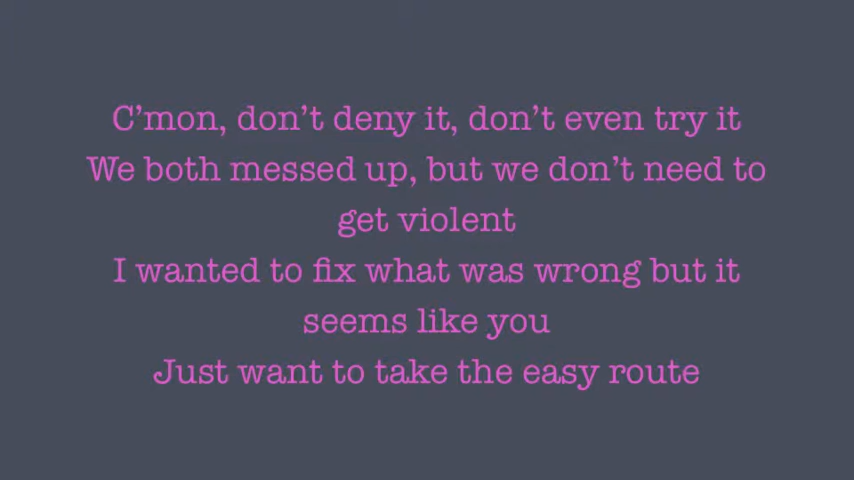 C’mon, don’t deny it, don’t even try it
We both messed up, but we don’t need to
get violent
I wanted to fix what was wrong but it
seems like you
Just want to take the easy route